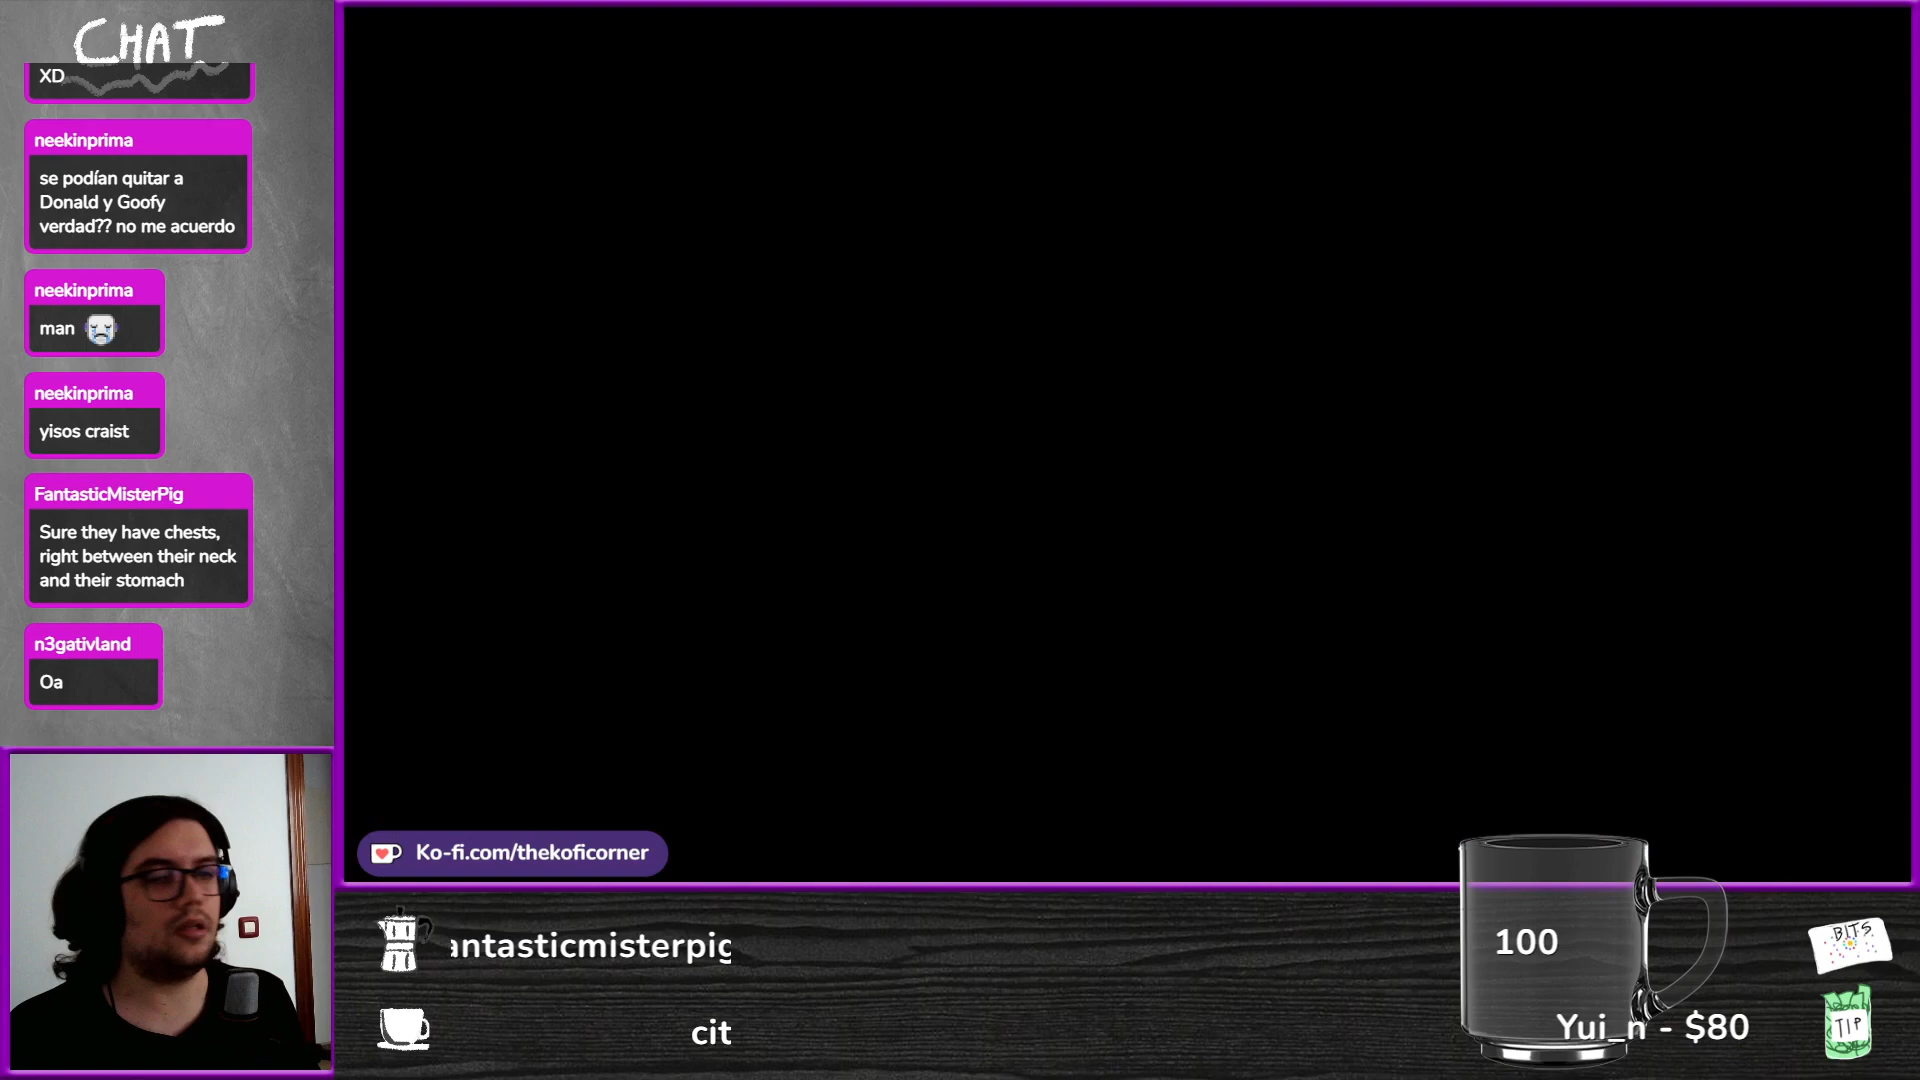 CHAT
XD
neekinprima
se podían quitar a
Donald y Goofy
verdad?? no me acuerdo
neekinprima
man
neekinprima
yisos craist
FantasticMisterPig
Sure they have chests,
right between their neck
and their stomach
n3gativland
Oa
Ko-fi.com/thekoficorner
antasticmisterpig
cit
100
BITS
TIP
Yui_n - $80